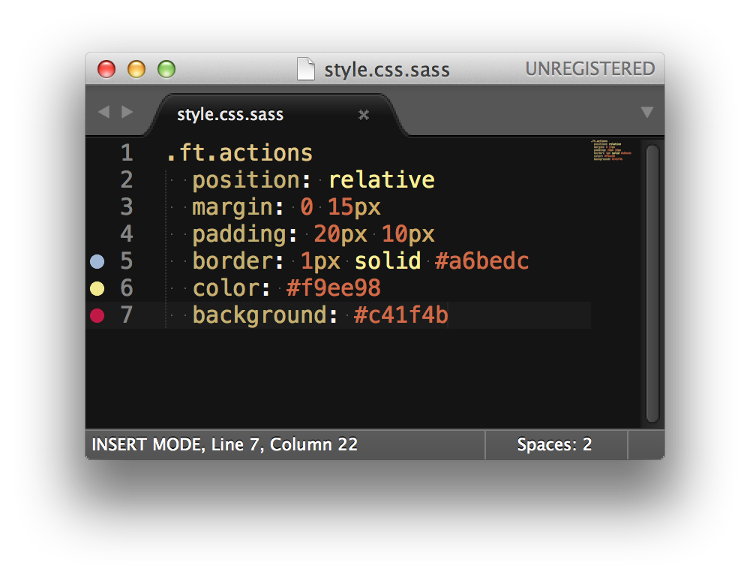 style.css.sass
UNREGISTERED
style.css.sass
1 .ft.actions
2 position: relative
3 margin: 0 15px
4 padding: 20px 10px
5 border: 1px solid #a6bedc
6 color: #f9ee98
7 background: #c41f4b
INSERT MODE, Line 7, Column 22
Spaces: 2